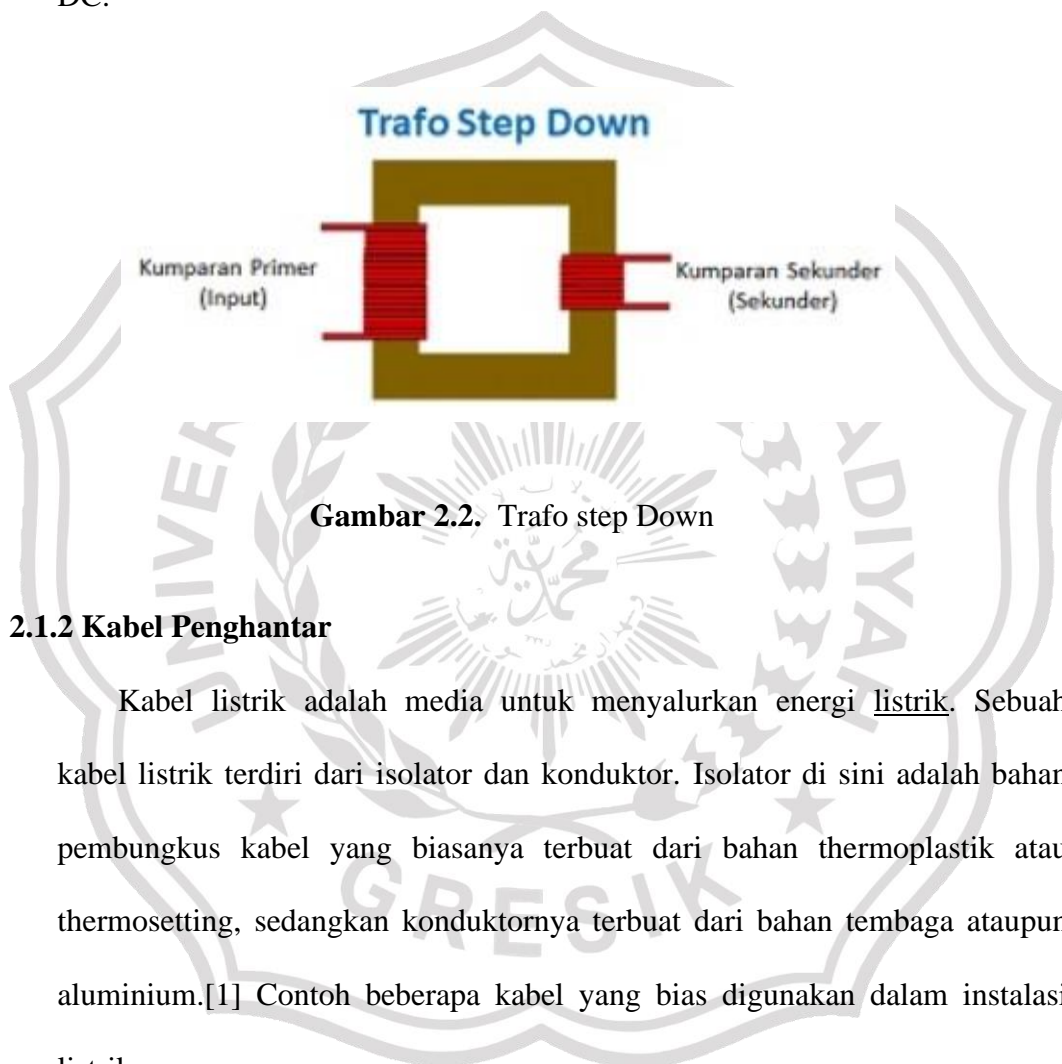 DC.
Trafo Step Down
Kumparan Primer
(Input)
Kumparan Sekunder
(Sekunder)
Gambar 2.2. Trafo step Down
2.1.2 Kabel Penghantar
Kabel listrik adalah media untuk menyalurkan energi listrik. Sebuah
kabel listrik terdiri dari isolator dan konduktor. Isolator di sini adalah bahan
pembungkus kabel yang biasanya terbuat dari bahan thermoplastik atau
thermosetting, sedangkan konduktornya terbuat dari bahan tembaga ataupun
aluminium.[1] Contoh beberapa kabel yang bias digunakan dalam instalasi
GRESIK